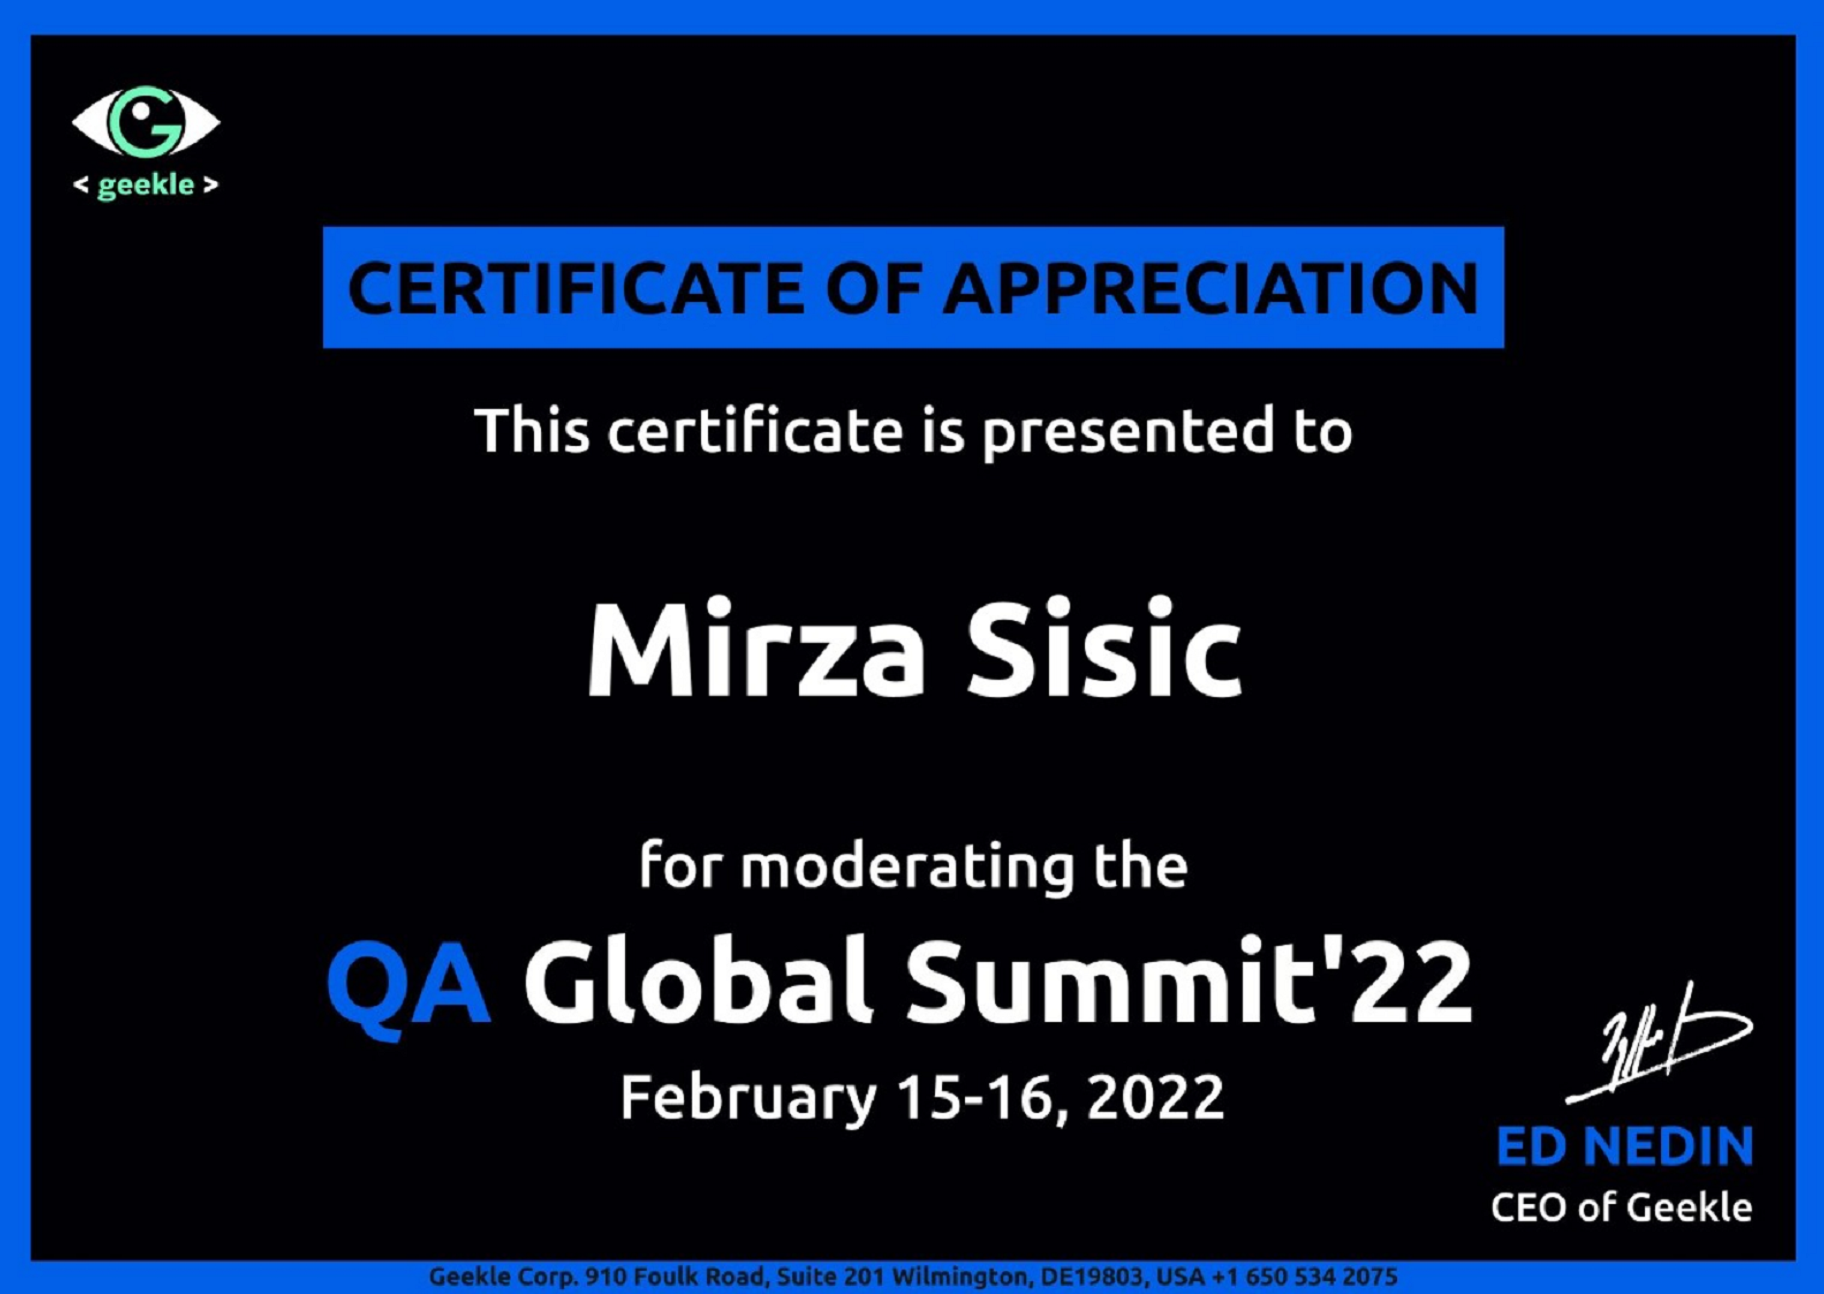 < geekle >
CERTIFICATE OF APPRECIATION
This certificate is presented to
Mirza Sisic
for moderating the
QA Global Summit'22
February 15-16, 2022
ED NEDIN
CEO of Geekle
Geekle Corp. 910 Foulk Road, Suite 201 Wilmington, DE19803, USA +1 650 534 2075